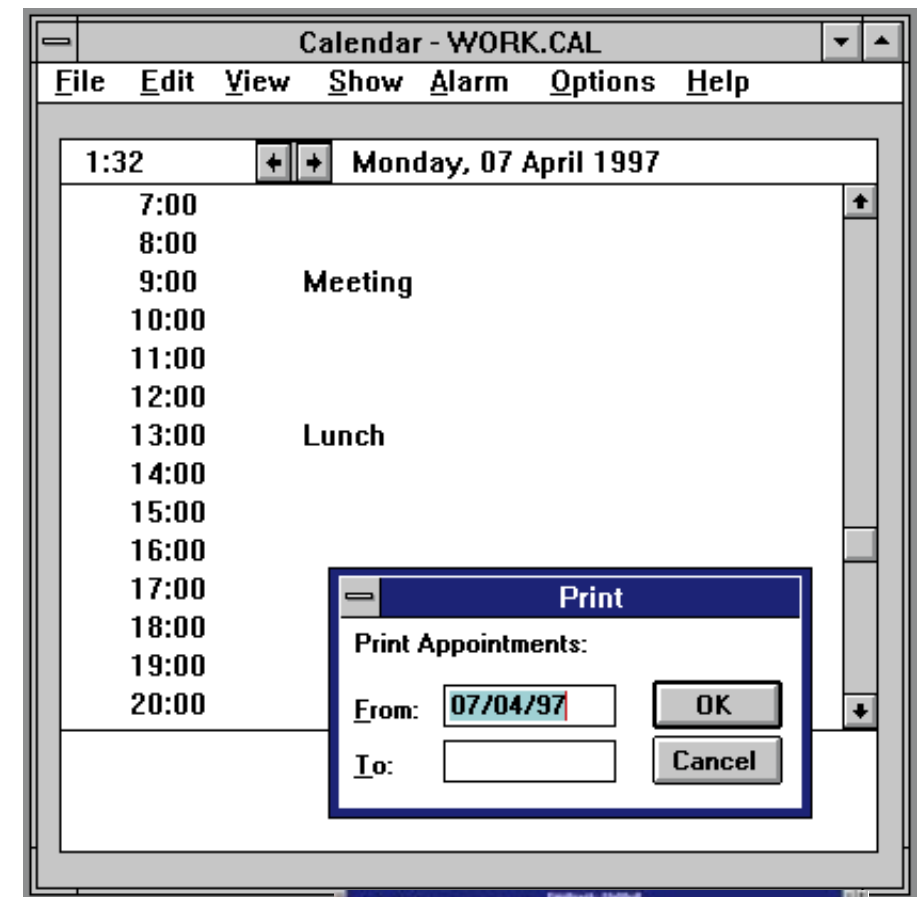 Calendar - WORK.CAL
File Edit View Show Alarm Options Help
1:32 Monday, 07 April 1997
7:00
8:00
9:00 Meeting
10:00
11:00
12:00
13:00 Lunch
14:00
15:00
16:00
17:00
18:00
19:00
20:00
Print
Print Appointments:
From: 07/04/97 OK
To: Cancel